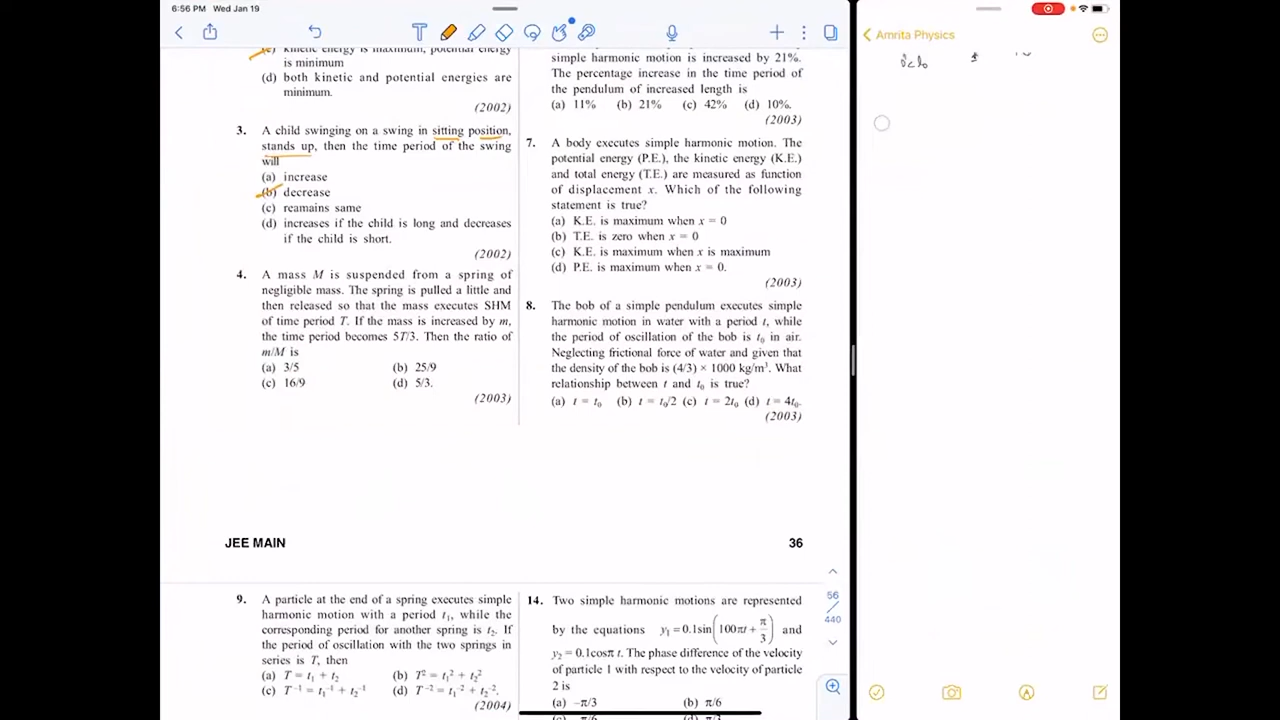 6:56 PM Wed Jan 19
(c) kinetic energy is maximum, potential energy
is minimum
(d) both kinetic and potential energies are
minimum.
(2002)
3. A child swinging on a swing in sitting position,
stands up, then the time period of the swing
will
(a) increase
(b) decrease
(c) reamains same
(d) increases if the child is long and decreases
if the child is short.
(2002)
4. A mass M is suspended from a spring of
negligible mass. The spring is pulled a little and
then released so that the mass executes SHM
of time period T. If the mass is increased by m,
the time period becomes 5T/3. Then the ratio of
m/M is
(a) 3/5 (b) 25/9
(c) 16/9 (d) 5/3.
(2003)
simple harmonic motion is increased by 21%.
The percentage increase in the time period of
the pendulum of increased length is
(a) 11% (b) 21% (c) 42% (d) 10%.
(2003)
7. A body executes simple harmonic motion. The
potential energy (P.E.), the kinetic energy (K.E.)
and total energy (T.E.) are measured as function
of displacement x. Which of the following
statement is true?
(a) K.E. is maximum when x = 0
(b) T.E. is zero when x = 0
(c) K.E. is maximum when x is maximum
(d) P.E. is maximum when x = 0.
(2003)
8. The bob of a simple pendulum executes simple
harmonic motion in water with a period t, while
the period of oscillation of the bob is t₀ in air.
Neglecting frictional force of water and given that
the density of the bob is (4/3) × 1000 kg/m³. What
relationship between t and t₀ is true?
(a) t = t₀ (b) t = t₀/2 (c) t = 2t₀ (d) t = 4t₀.
(2003)
JEE MAIN 36
9. A particle at the end of a spring executes simple
harmonic motion with a period t₁, while the
corresponding period for another spring is t₂. If
the period of oscillation with the two springs in
series is T, then
(a) T = t₁ + t₂ (b) T² = t₁² + t₂²
(c) T⁻¹ = t₁⁻¹ + t₂⁻¹ (d) T⁻² = t₁⁻² + t₂⁻².
(2004)
14. Two simple harmonic motions are represented
by the equations y₁ = 0.1sin(100πt + π/3) and
y₂ = 0.1cosπ t. The phase difference of the velocity
of particle 1 with respect to the velocity of particle
2 is
(a) −π/3 (b) π/6
56
/
440
Amrita Physics